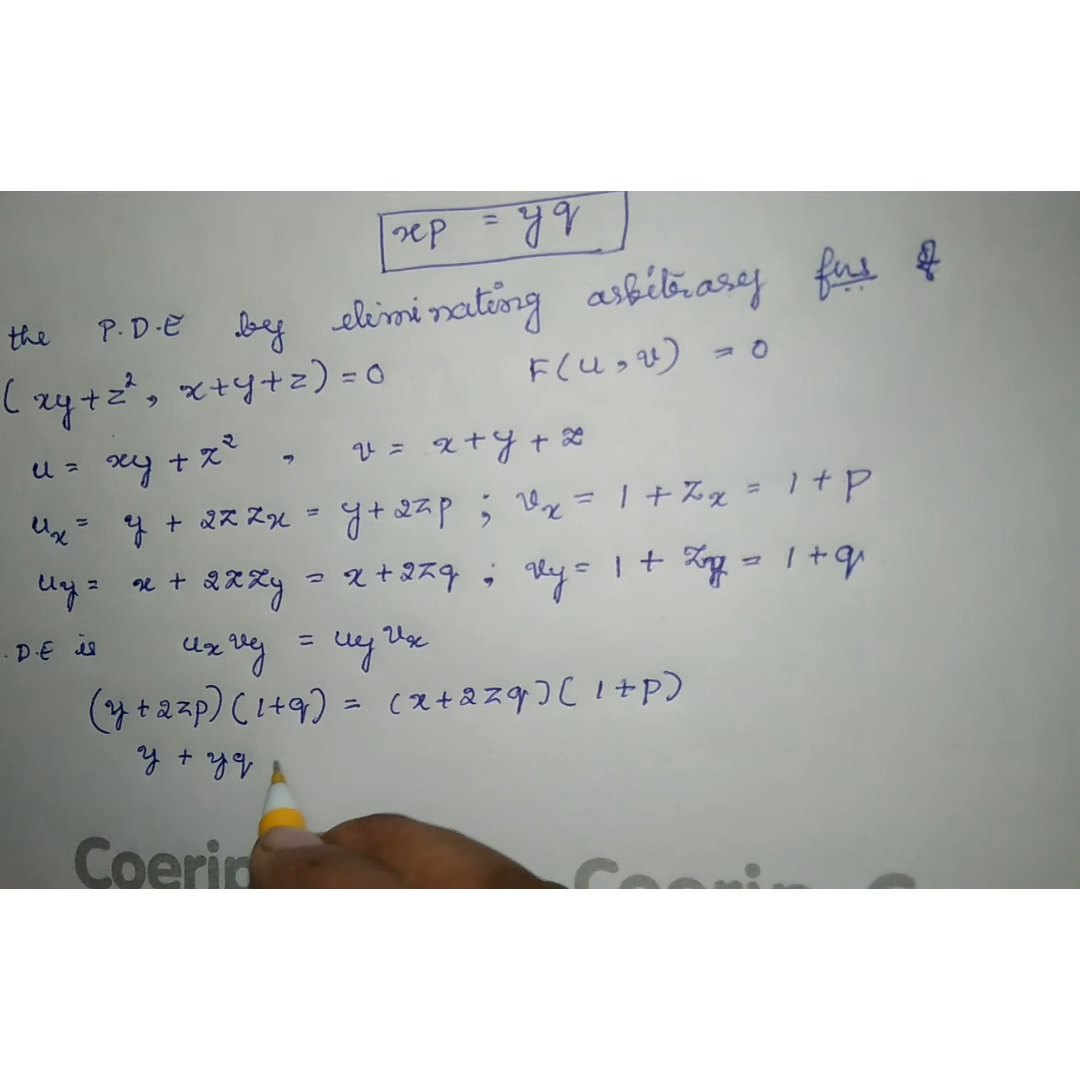 xp = yq
the P.D.E by eliminating arbitrary fns
( xy+z², x+y+z) = 0 F(u, v) = 0
u = xy + z² , v = x+y+z
uₓ = y + 2z zₓ = y+2zp ; vₓ = 1 + zₓ = 1+p
uy = x + 2z zy = x+2zq ; vy = 1 + zy = 1+q
.D.E is uₓ vy = uy vₓ
(y+2zp)(1+q) = (x+2zq)(1+p)
y + yq
Coerin